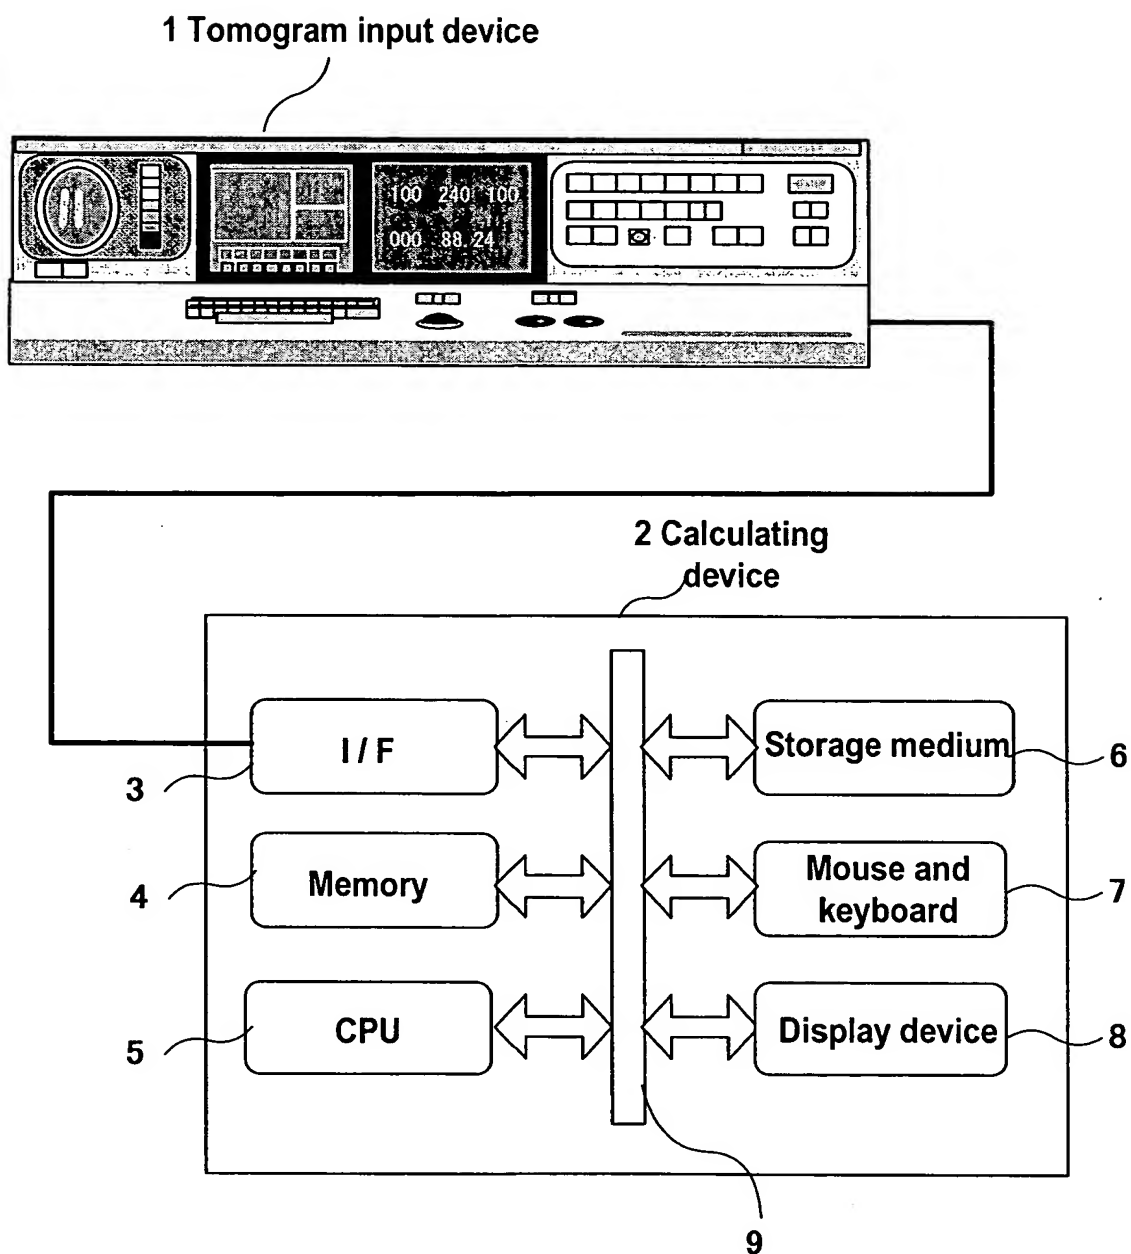 1 Tomogram input device
100 240 100
000 88.24
2 Calculating
device
I / F
Storage medium
3
6
Memory
Mouse and
keyboard
4
7
CPU
Display device
5
8
9